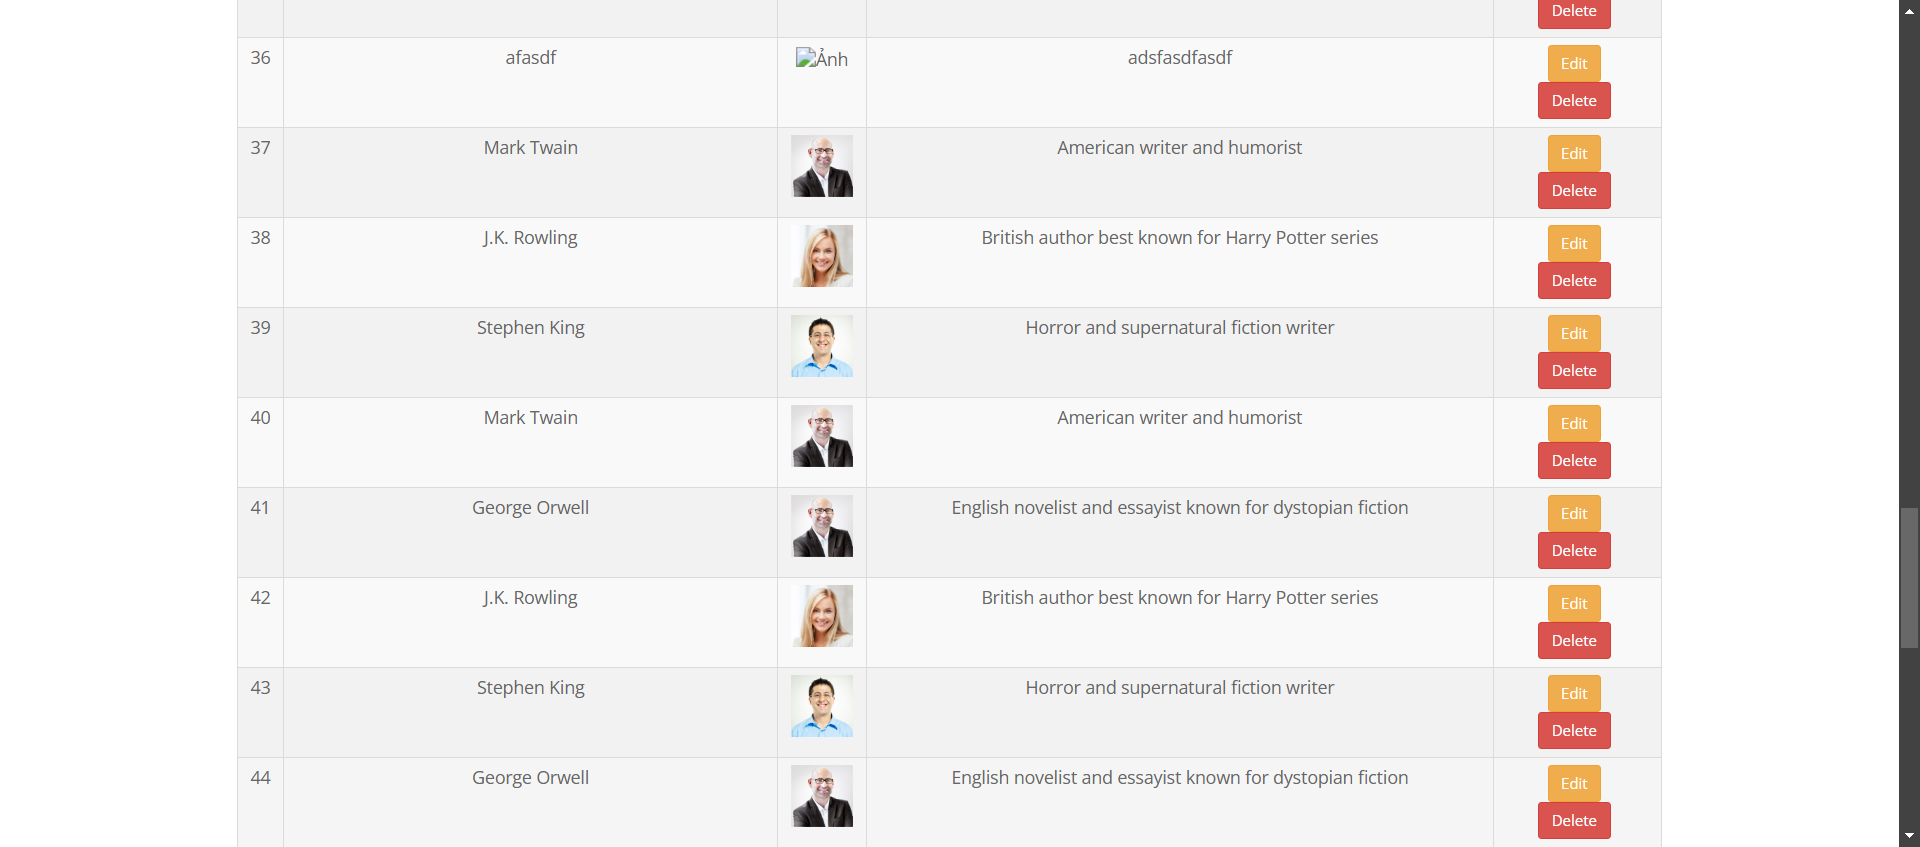 Delete
36 afasdf Ảnh adsfasdfasdf Edit
Delete
37 Mark Twain American writer and humorist Edit
Delete
38 J.K. Rowling British author best known for Harry Potter series Edit
Delete
39 Stephen King Horror and supernatural fiction writer Edit
Delete
40 Mark Twain American writer and humorist Edit
Delete
41 George Orwell English novelist and essayist known for dystopian fiction Edit
Delete
42 J.K. Rowling British author best known for Harry Potter series Edit
Delete
43 Stephen King Horror and supernatural fiction writer Edit
Delete
44 George Orwell English novelist and essayist known for dystopian fiction Edit
Delete